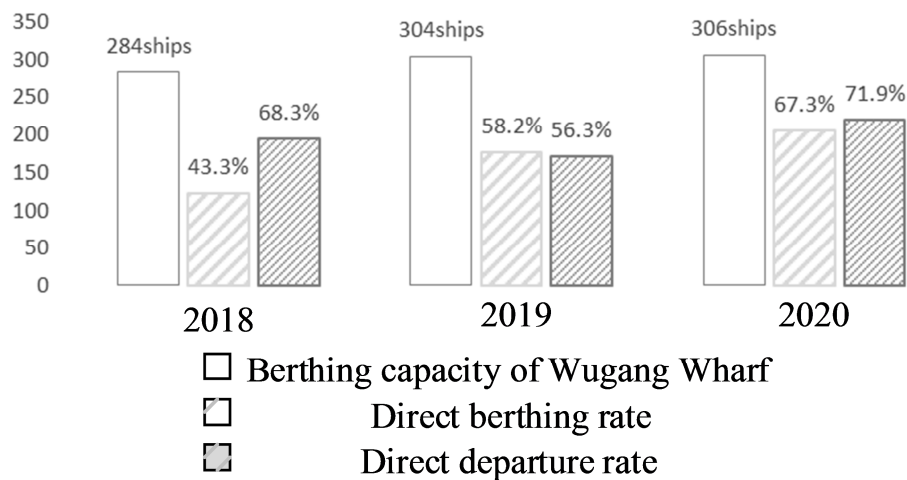 350
300
250
200
150
100
50
0
284ships
43.3%
68.3%
304ships
58.2%
56.3%
306ships
67.3%
71.9%
2018
2019
2020
Berthing capacity of Wugang Wharf
Direct berthing rate
Direct departure rate